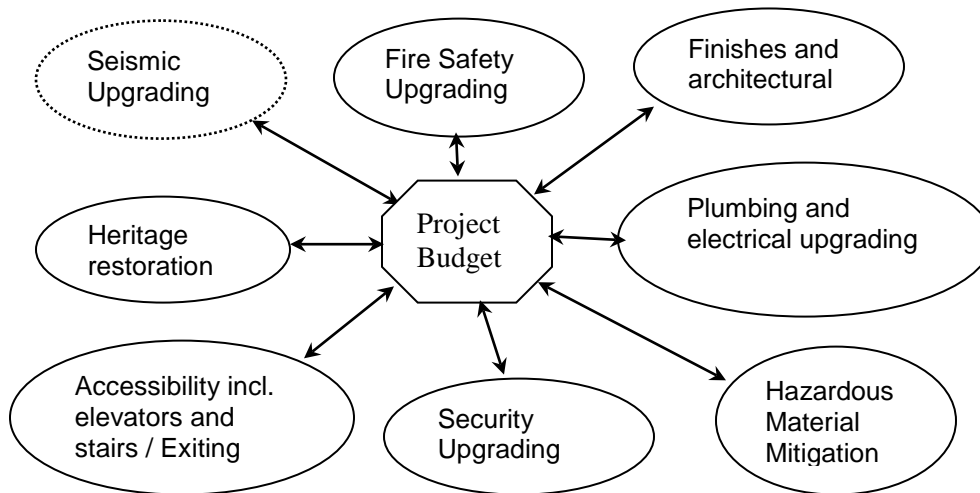 Seismic
Upgrading
Fire Safety
Upgrading
Finishes and
architectural
Heritage
restoration
Project
Budget
Plumbing and
electrical upgrading
Accessibility incl.
elevators and
stairs / Exiting
Security
Upgrading
Hazardous
Material
Mitigation